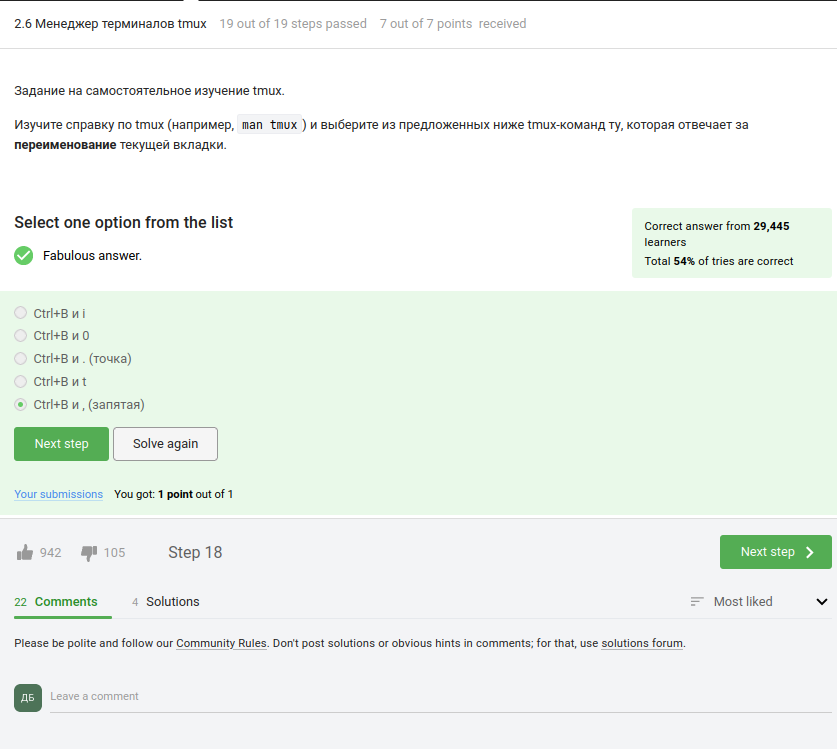 2.6 Менеджер терминалов tmux 19 out of 19 steps passed 7 out of 7 points received
Задание на самостоятельное изучение tmux.
Изучите справку по tmux (например, man tmux ) и выберите из предложенных ниже tmux-команд ту, которая отвечает за
переименование текущей вкладки.
Select one option from the list
Fabulous answer.
Correct answer from 29,445
learners
Total 54% of tries are correct
Ctrl+B и i
Ctrl+B и 0
Ctrl+B и . (точка)
Ctrl+B и t
Ctrl+B и , (запятая)
Next step Solve again
Your submissions You got: 1 point out of 1
942 105 Step 18 Next step
22 Comments 4 Solutions Most liked
Please be polite and follow our Community Rules. Don't post solutions or obvious hints in comments; for that, use solutions forum.
ДБ Leave a comment